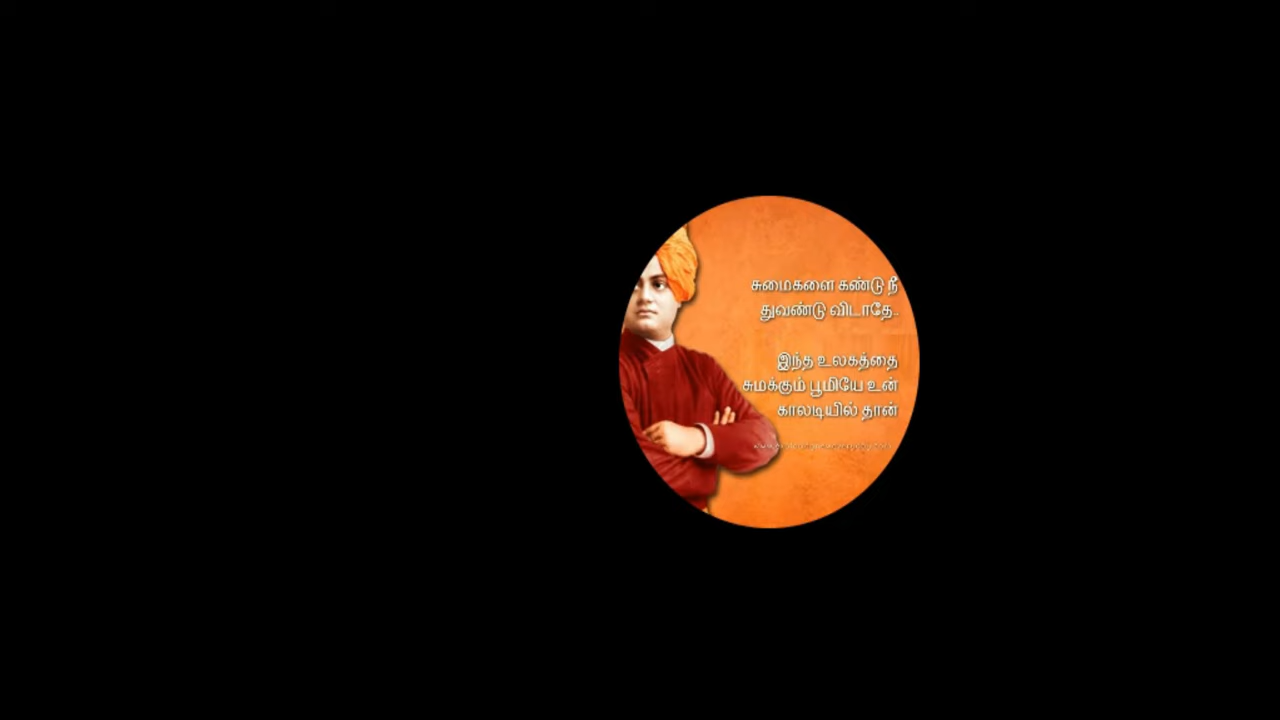 சுமைகளை கண்டு நீ
துவண்டு விடாதே..
இந்த உலகத்தை
சுமக்கும் பூமியே உன்
காலடியில் தான்